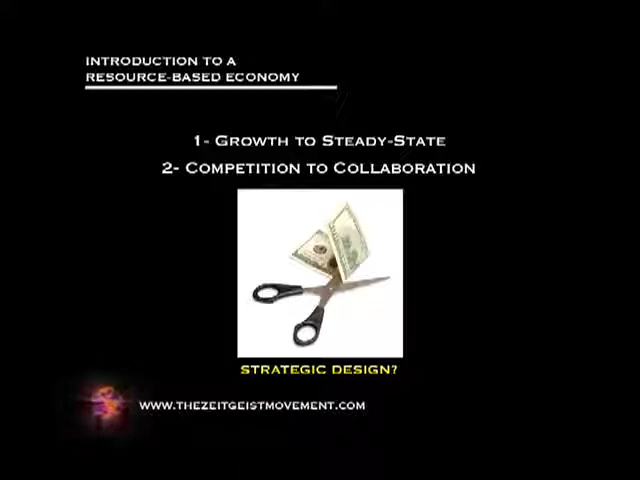 INTRODUCTION TO A
RESOURCE-BASED ECONOMY
1- GROWTH TO STEADY-STATE
2- COMPETITION TO COLLABORATION
STRATEGIC DESIGN?
WWW.THEZEITGEISTMOVEMENT.COM